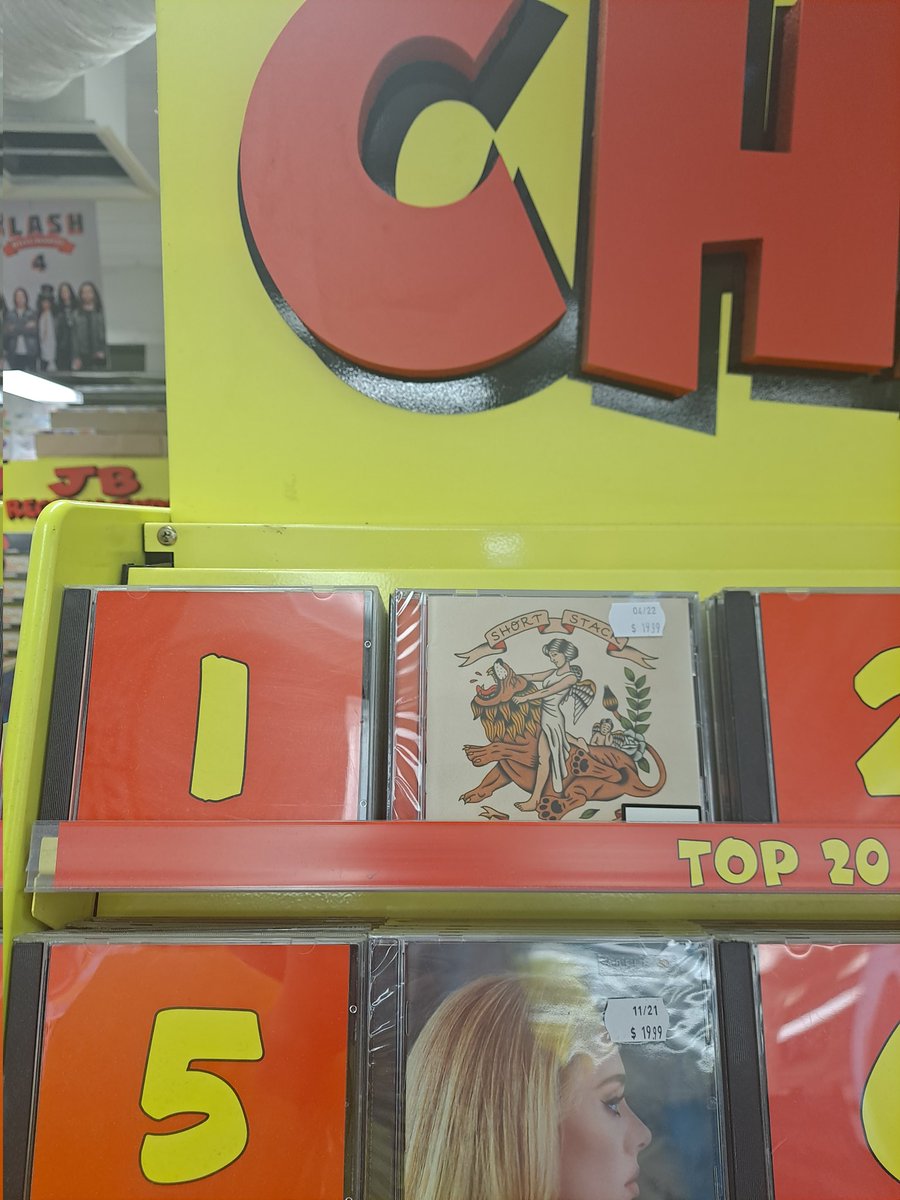 CH
LASH
4
JB
1
SHORT STACK
04/22
$ 19.99
2
TOP 20
5
11/21
$ 19.99